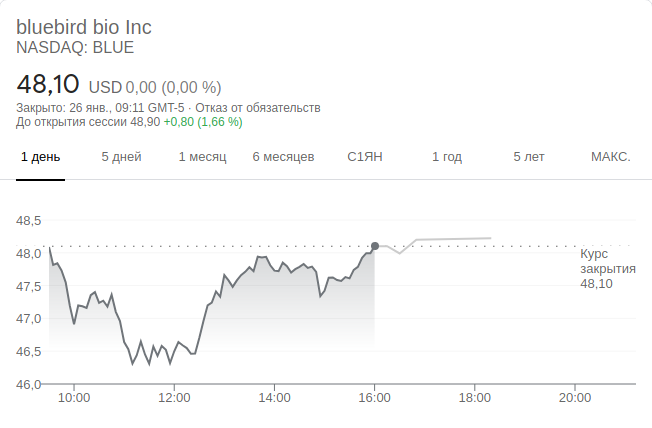 bluebird bio Inc
NASDAQ: BLUE
48,10 USD 0,00 (0,00 %)
Закрыто: 26 янв., 09:11 GMT-5 · Отказ от обязательств
До открытия сессии 48,90 +0,80 (1,66 %)
1 день 5 дней 1 месяц 6 месяцев С1ЯН 1 год 5 лет МАКС.
48,5
48,0
47,5
47,0
46,5
46,0
Курс
закрытия
48,10
10:00 12:00 14:00 16:00 18:00 20:00